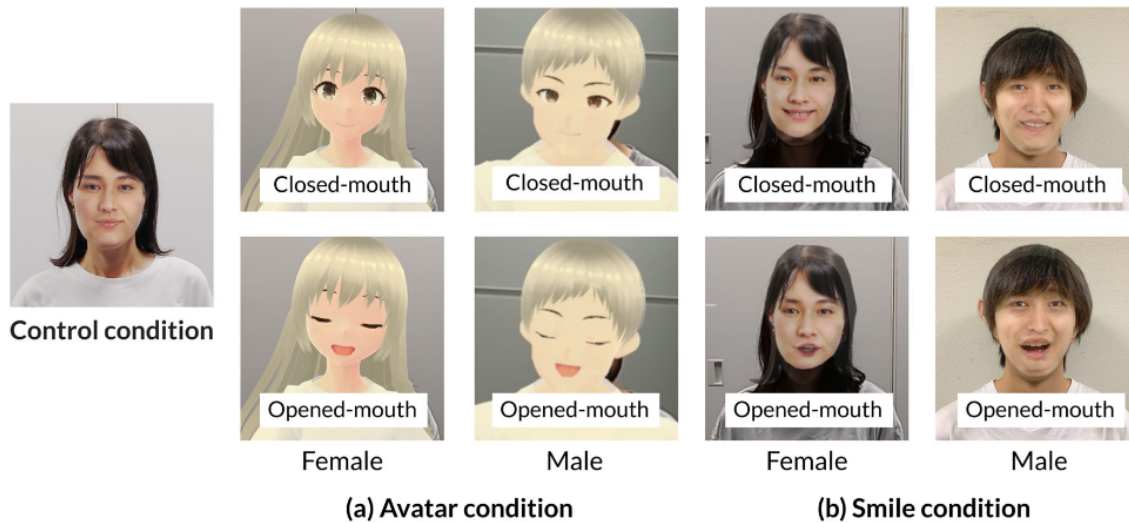 Closed-mouth Closed-mouth Closed-mouth Closed-mouth
Control condition
Opened-mouth Opened-mouth Opened-mouth Opened-mouth
Female Male Female Male
(a) Avatar condition (b) Smile condition